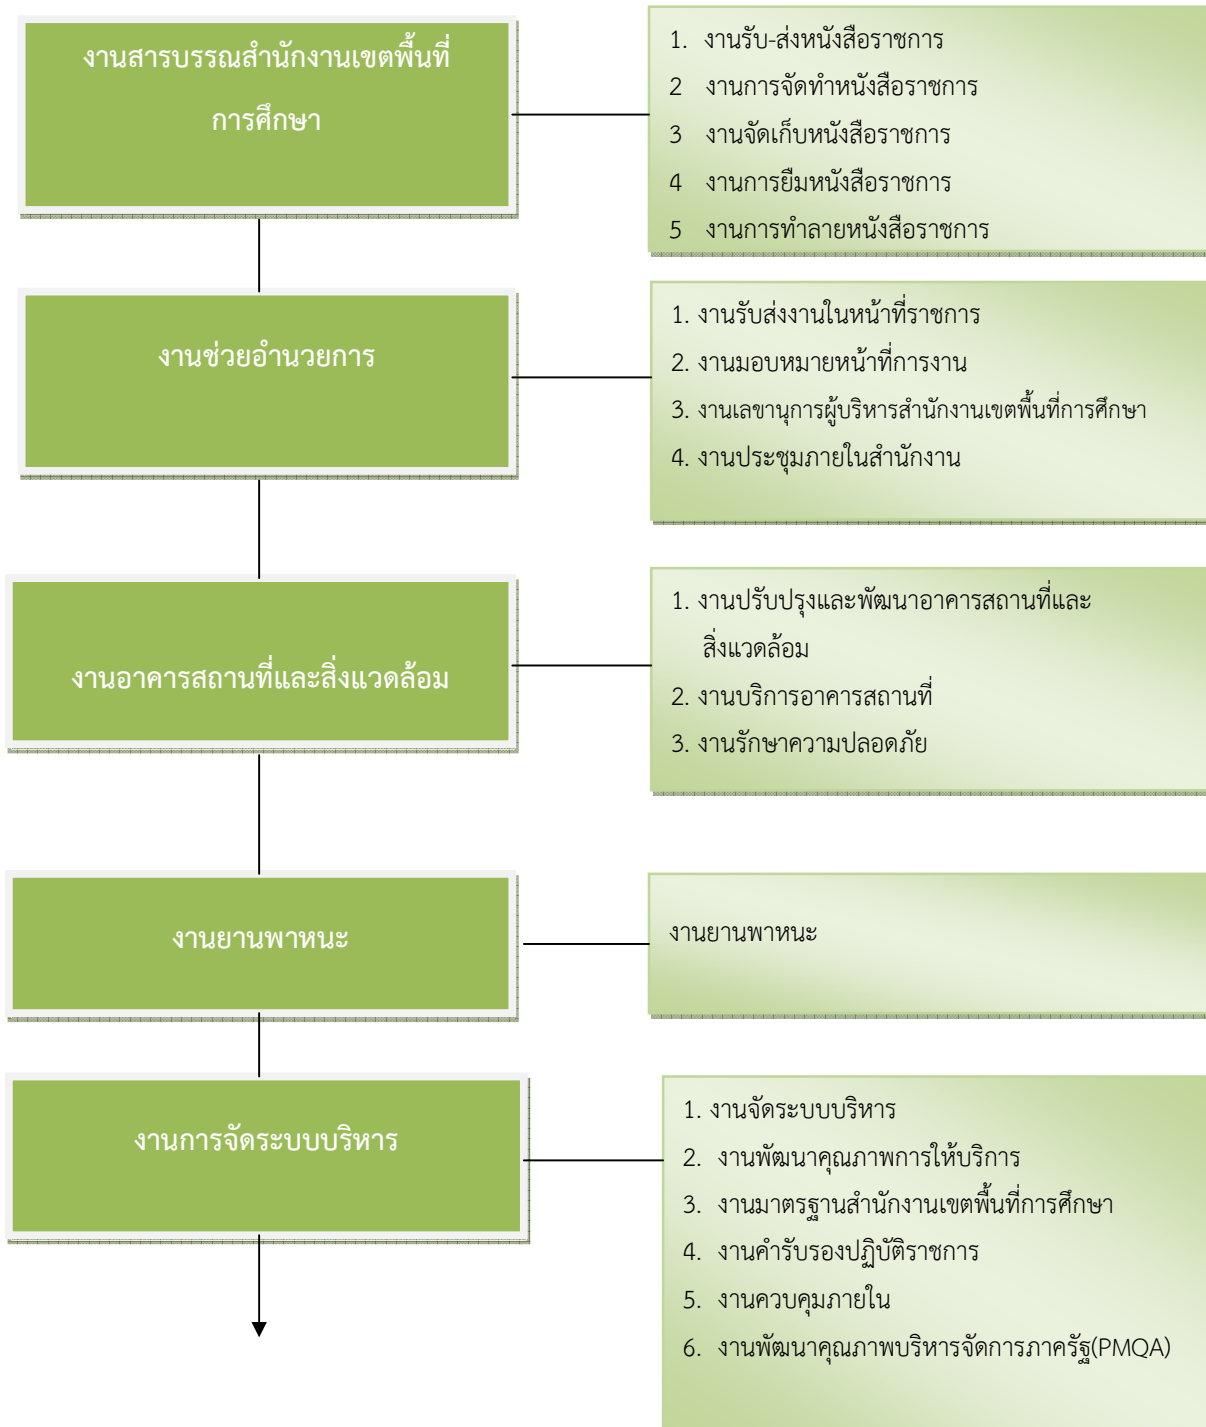 งานสารบรรณสำนักงานเขตพื้นที่
การศึกษา
1. งานรับ-ส่งหนังสือราชการ
2 งานการจัดทำหนังสือราชการ
3 งานจัดเก็บหนังสือราชการ
4 งานการยืมหนังสือราชการ
5 งานการทำลายหนังสือราชการ
งานช่วยอำนวยการ
1. งานรับส่งงานในหน้าที่ราชการ
2. งานมอบหมายหน้าที่การงาน
3. งานเลขานุการผู้บริหารสำนักงานเขตพื้นที่การศึกษา
4. งานประชุมภายในสำนักงาน
งานอาคารสถานที่และสิ่งแวดล้อม
1. งานปรับปรุงและพัฒนาอาคารสถานที่และ
สิ่งแวดล้อม
2. งานบริการอาคารสถานที่
3. งานรักษาความปลอดภัย
งานยานพาหนะ
งานยานพาหนะ
งานการจัดระบบบริหาร
1. งานจัดระบบบริหาร
2. งานพัฒนาคุณภาพการให้บริการ
3. งานมาตรฐานสำนักงานเขตพื้นที่การศึกษา
4. งานคำรับรองปฏิบัติราชการ
5. งานควบคุมภายใน
6. งานพัฒนาคุณภาพบริหารจัดการภาครัฐ(PMQA)